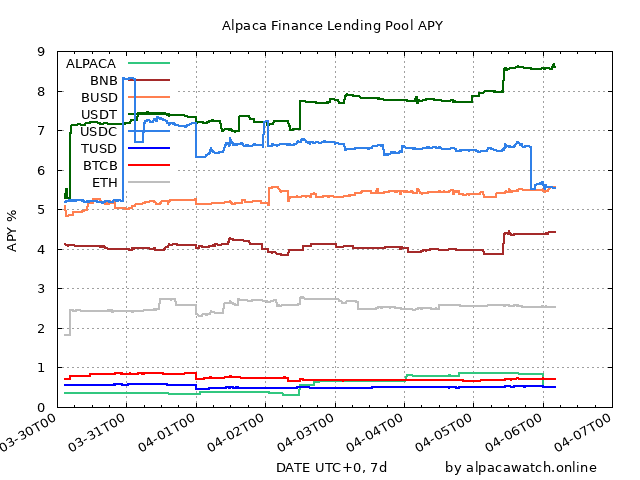 Alpaca Finance Lending Pool APY
9
8
7
6
5
4
3
2
1
0
APY %
ALPACA
BNB
BUSD
USDT
USDC
TUSD
BTCB
ETH
03-30T00
03-31T00
04-01T00
04-02T00
04-03T00
04-04T00
04-05T00
04-06T00
04-07T00
DATE UTC+0, 7d
by alpacawatch.online